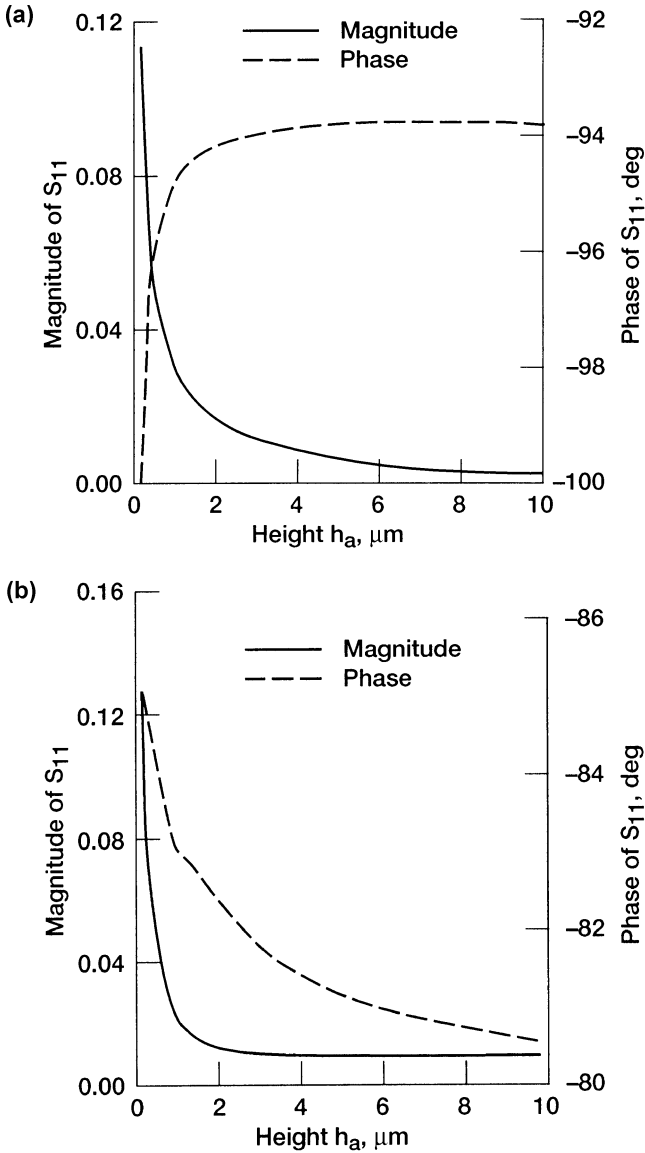 (a)
0.12
0.08
0.04
0.00
Magnitude of S11
Magnitude
Phase
–92
–94
–96
–98
–100
Phase of S11, deg
0 2 4 6 8 10
Height ha, μm
(b)
0.16
0.12
0.08
0.04
0.00
Magnitude of S11
Magnitude
Phase
–86
–84
–82
–80
Phase of S11, deg
0 2 4 6 8 10
Height ha, μm